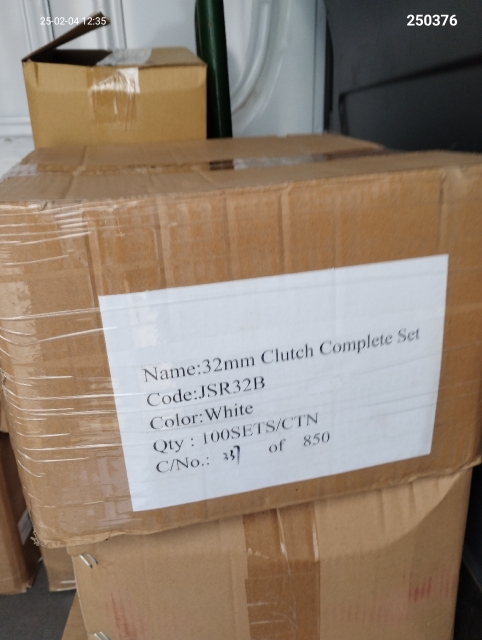 25-02-04 12:35
250376
Name:32mm Clutch Complete Set
Code:JSR32B
Color:White
Qty : 100SETS/CTN
C/No.: 337 of 850